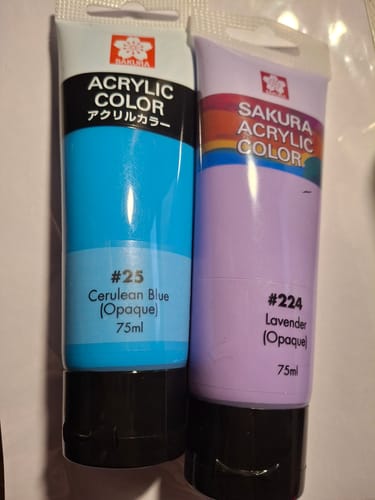 SAKURA
ACRYLIC
COLOR
アクリルカラー
#25
Cerulean Blue
(Opaque)
75ml
SAKURA
SAKURA
ACRYLIC
COLOR
#224
Lavender
(Opaque)
75ml